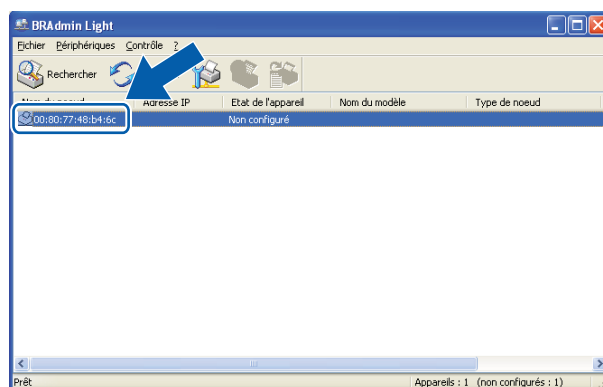 BRAdmin Light
Fichier Périphériques Contrôle ?
Rechercher
Adresse IP Etat de l'appareil Nom du modèle Type de noeud
00:80:77:48:b4:6c Non configuré
Prêt Appareils : 1 (non configurés : 1)